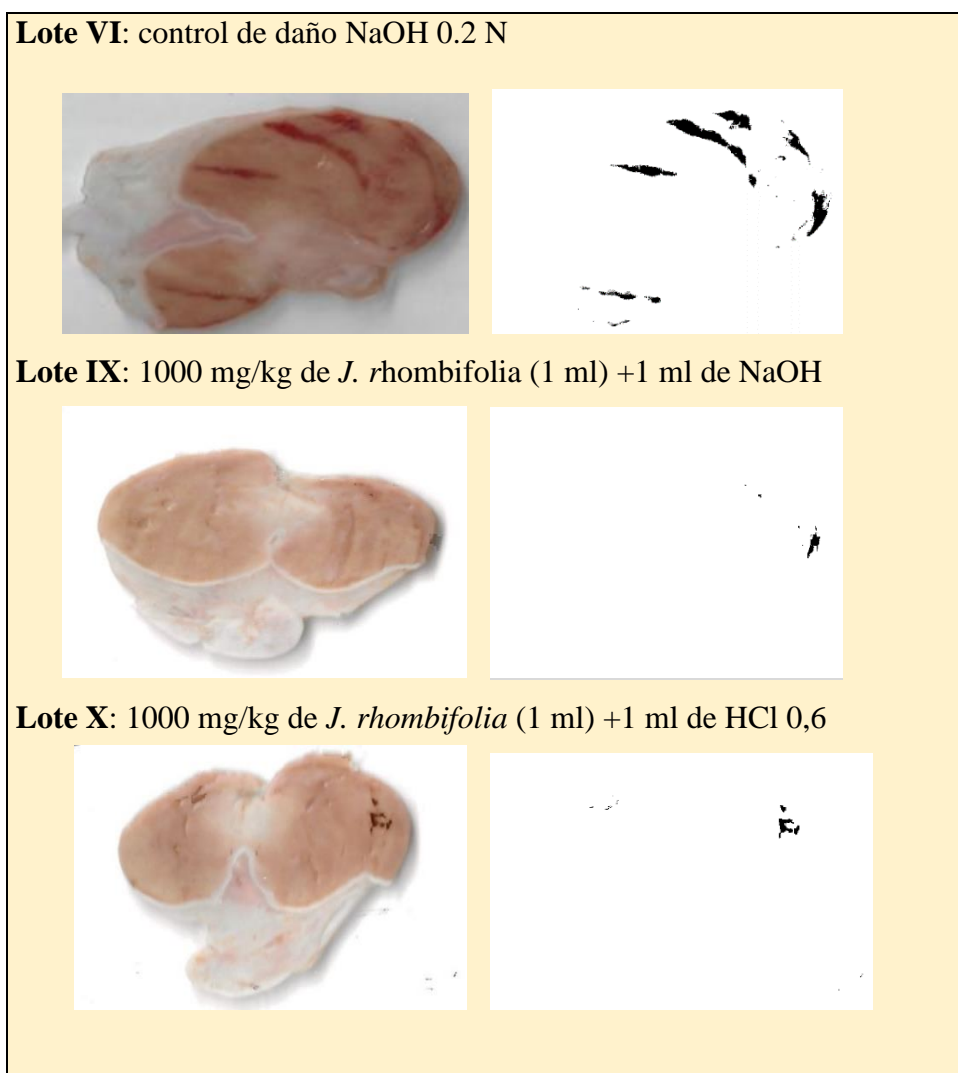 Lote VI: control de daño NaOH 0.2 N
Lote IX: 1000 mg/kg de J. rhombifolia (1 ml) +1 ml de NaOH
Lote X: 1000 mg/kg de J. rhombifolia (1 ml) +1 ml de HCl 0,6